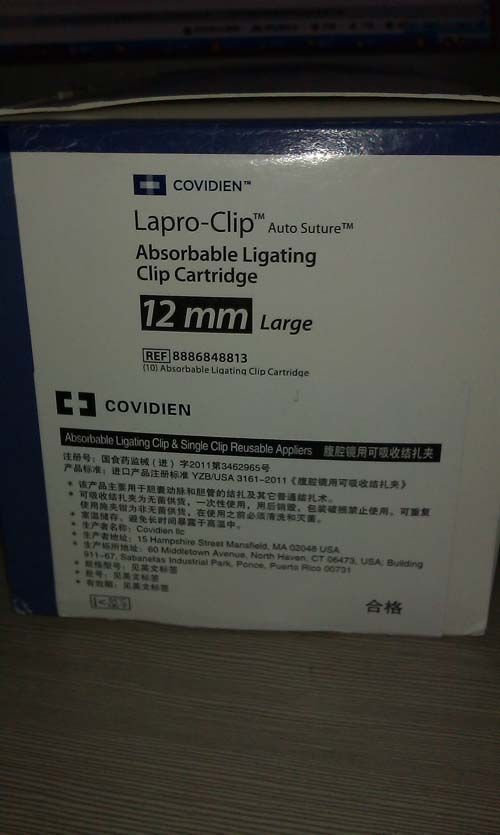 COVIDIEN™
Lapro-Clip™ Auto Suture™
Absorbable Ligating
Clip Cartridge
12 mm Large
REF 8886848813
(10) Absorbable Ligating Clip Cartridge
COVIDIEN
Absorbable Ligating Clip & Single Clip Reusable Appliers 腹腔镜用可吸收结扎夹
注册号：国食药监械（进）字2011第3462965号
产品标准：进口产品注册标准 YZB/USA 3161-2011《腹腔镜用可吸收结扎夹》
* 该产品主要用于胆囊动脉和胆管的结扎及其它普通结扎术。
* 可吸收结扎夹为无菌供货，一次性使用，用后销毁，包装破损禁止使用。可重复
使用施夹钳为非无菌供货，在使用之前必须清洗和灭菌。
* 室温储存，避免长时间暴露于高温中。
* 生产者名称：Covidien llc
* 生产者地址：15 Hampshire Street Mansfield, MA 02048 USA
* 生产场所地址：60 Middletown Avenue, North Haven, CT 06473, USA; Building
911-67, Sabanetas Industrial Park, Ponce, Puerto Rico 00731
* 规格型号：见英文标签
* 批号：见英文标签
* 有效期：见英文标签
合格